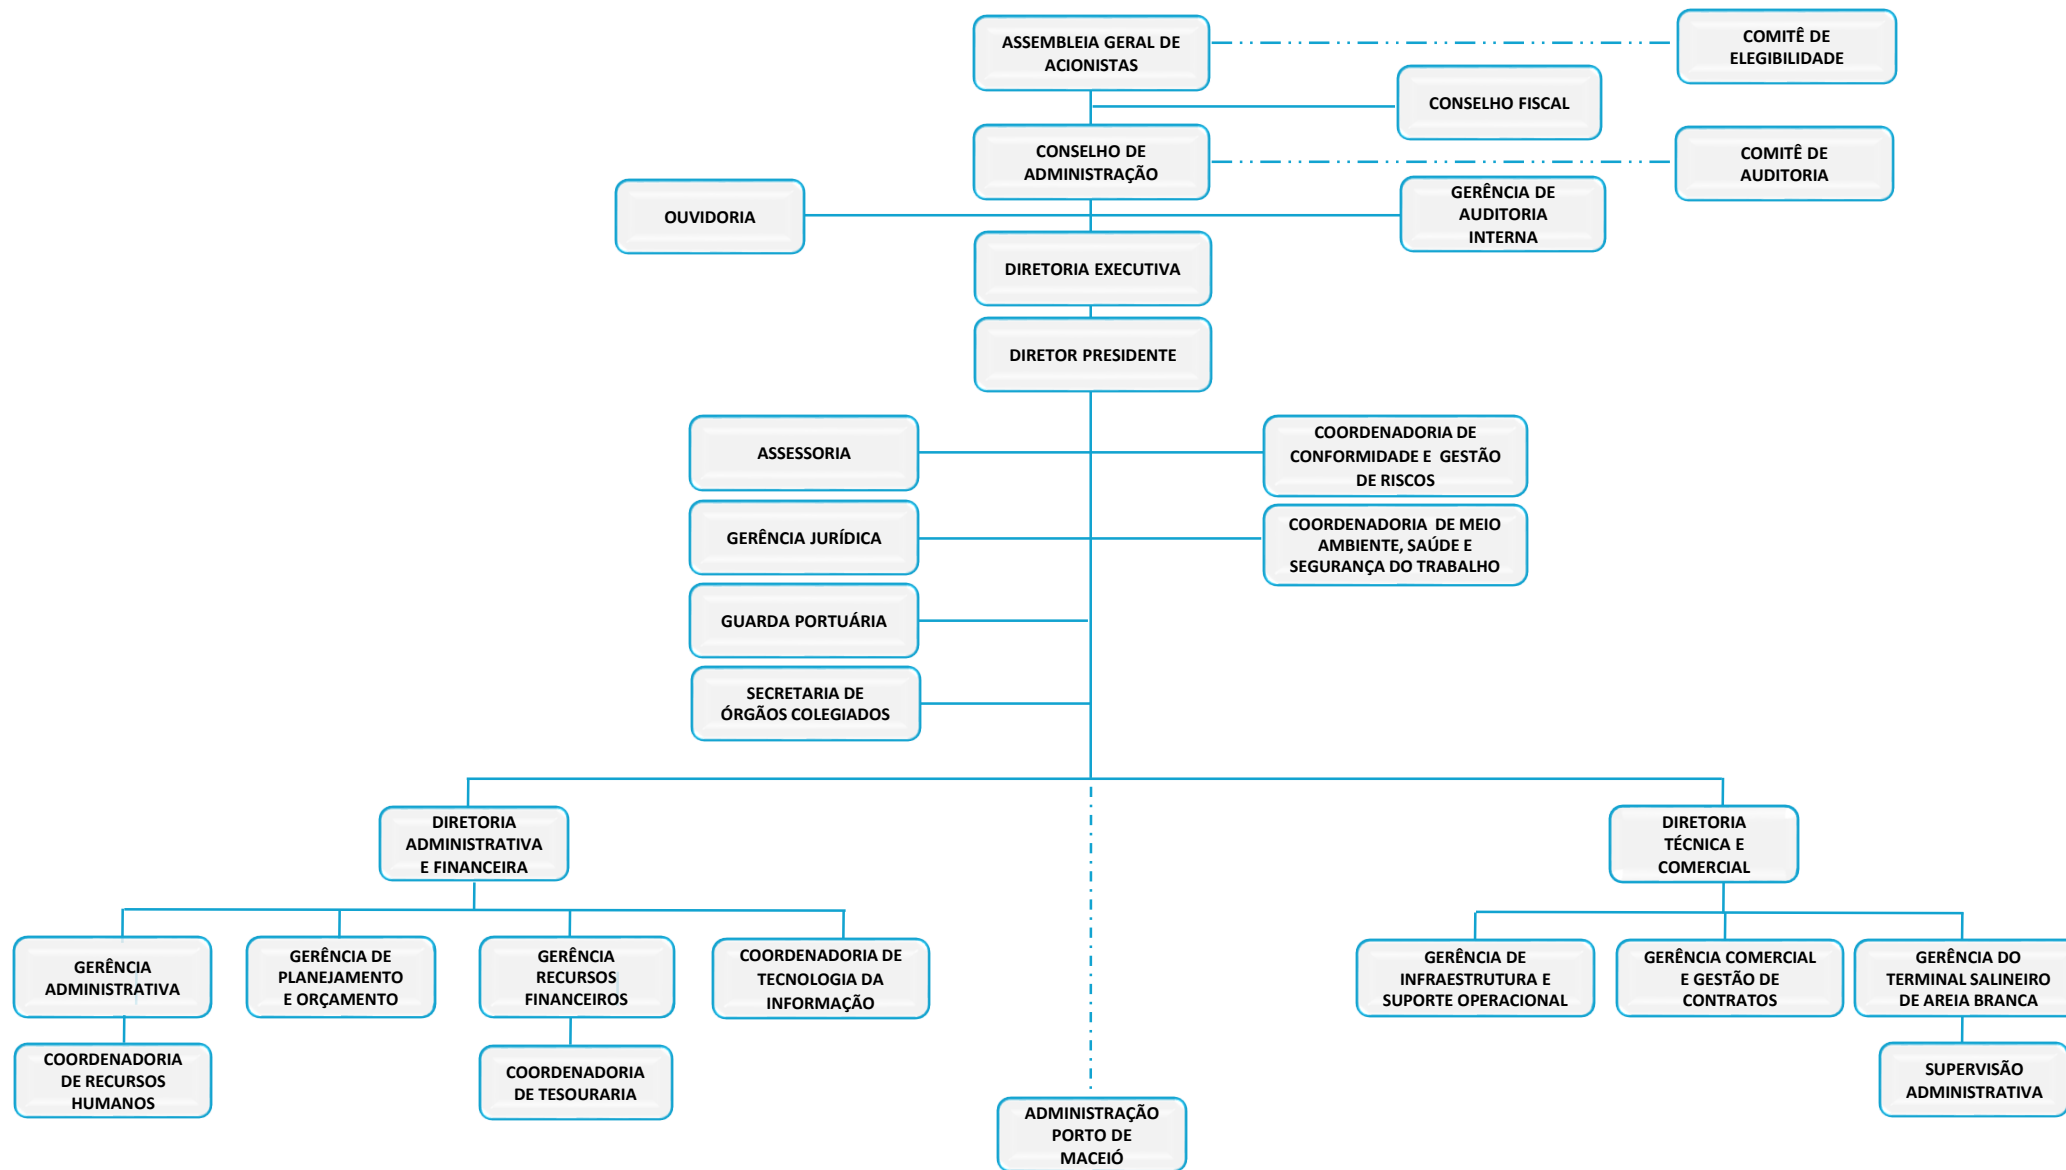 ASSEMBLEIA GERAL DE
ACIONISTAS
COMITÊ DE
ELEGIBILIDADE
CONSELHO FISCAL
CONSELHO DE
ADMINISTRAÇÃO
COMITÊ DE
AUDITORIA
OUVIDORIA
GERÊNCIA DE
AUDITORIA
INTERNA
DIRETORIA EXECUTIVA
DIRETOR PRESIDENTE
ASSESSORIA
COORDENADORIA DE
CONFORMIDADE E GESTÃO
DE RISCOS
GERÊNCIA JURÍDICA
COORDENADORIA DE MEIO
AMBIENTE, SAÚDE E
SEGURANÇA DO TRABALHO
GUARDA PORTUÁRIA
SECRETARIA DE
ÓRGÃOS COLEGIADOS
DIRETORIA
ADMINISTRATIVA
E FINANCEIRA
DIRETORIA
TÉCNICA E
COMERCIAL
GERÊNCIA
ADMINISTRATIVA
GERÊNCIA DE
PLANEJAMENTO
E ORÇAMENTO
GERÊNCIA
RECURSOS
FINANCEIROS
COORDENADORIA DE
TECNOLOGIA DA
INFORMAÇÃO
GERÊNCIA DE
INFRAESTRUTURA E
SUPORTE OPERACIONAL
GERÊNCIA COMERCIAL
E GESTÃO DE
CONTRATOS
GERÊNCIA DO
TERMINAL SALINEIRO
DE AREIA BRANCA
COORDENADORIA
DE RECURSOS
HUMANOS
COORDENADORIA
DE TESOURARIA
SUPERVISÃO
ADMINISTRATIVA
ADMINISTRAÇÃO
PORTO DE
MACEIÓ